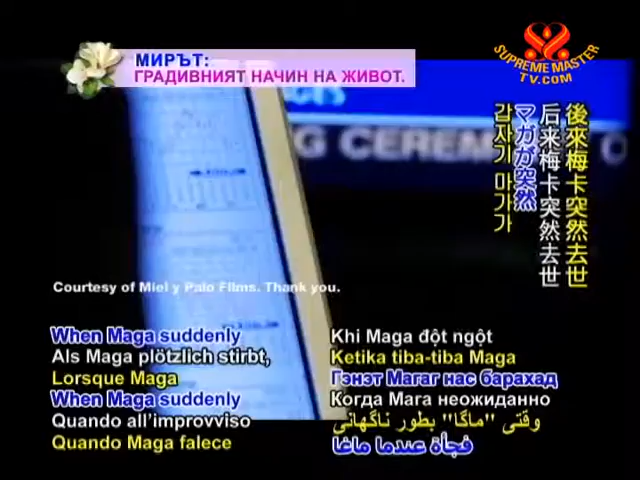 МИРЪТ:
ГРАДИВНИЯТ НАЧИН НА ЖИВОТ.
SUPREME MASTER
TV.COM
G CEREM
後來梅卡突然去世
后来梅卡突然去世
マガが突然
갑자기 마가가
Courtesy of Miel y Palo Films. Thank you.
When Maga suddenly
Als Maga plötzlich stirbt,
Lorsque Maga
When Maga suddenly
Quando all'improvviso
Quando Maga falece
Khi Maga đột ngột
Ketika tiba-tiba Maga
Гэнэт Магаг нас барахад
Когда Мага неожиданно
وقتی "ماگا" بطور ناگهانی
فجأة عندما ماغا